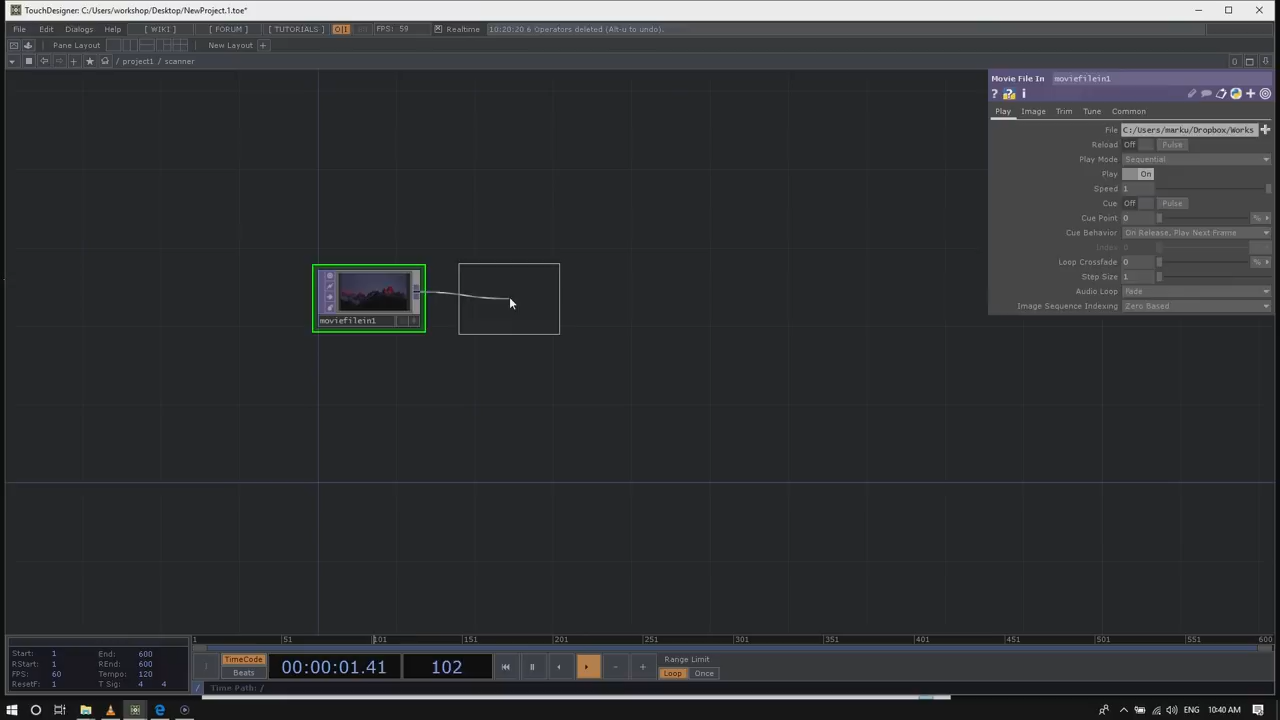 TouchDesigner: C:/Users/workshop/Desktop/NewProject.1.toe*
File Edit Dialogs Help [ WIKI ] [ FORUM ] [ TUTORIALS ] O|I FPS: 59 Realtime 10:20:20 6 Operators deleted (Alt-u to undo).
Pane Layout New Layout +
/ project1 / scanner 0
Movie File In moviefilein1
? ? i
Play Image Trim Tune Common
File C:/Users/marku/Dropbox/Works
Reload Off Pulse
Play Mode Sequential
Play On
Speed 1
Cue Off Pulse
Cue Point 0 %
Cue Behavior On Release, Play Next Frame
Index 0
Loop Crossfade 0 %
Step Size 1
Audio Loop Fade
Image Sequence Indexing Zero Based
moviefilein1
1 51 101 151 201 251 301 351 401 451 501 551 600
Start: 1 End: 600
RStart: 1 REnd: 600
FPS: 60 Tempo: 120
ResetF: 1 T Sig: 4 4
TimeCode
Beats
00:00:01.41 102
Range Limit
Loop Once
/ Time Path: /
10:40 AM